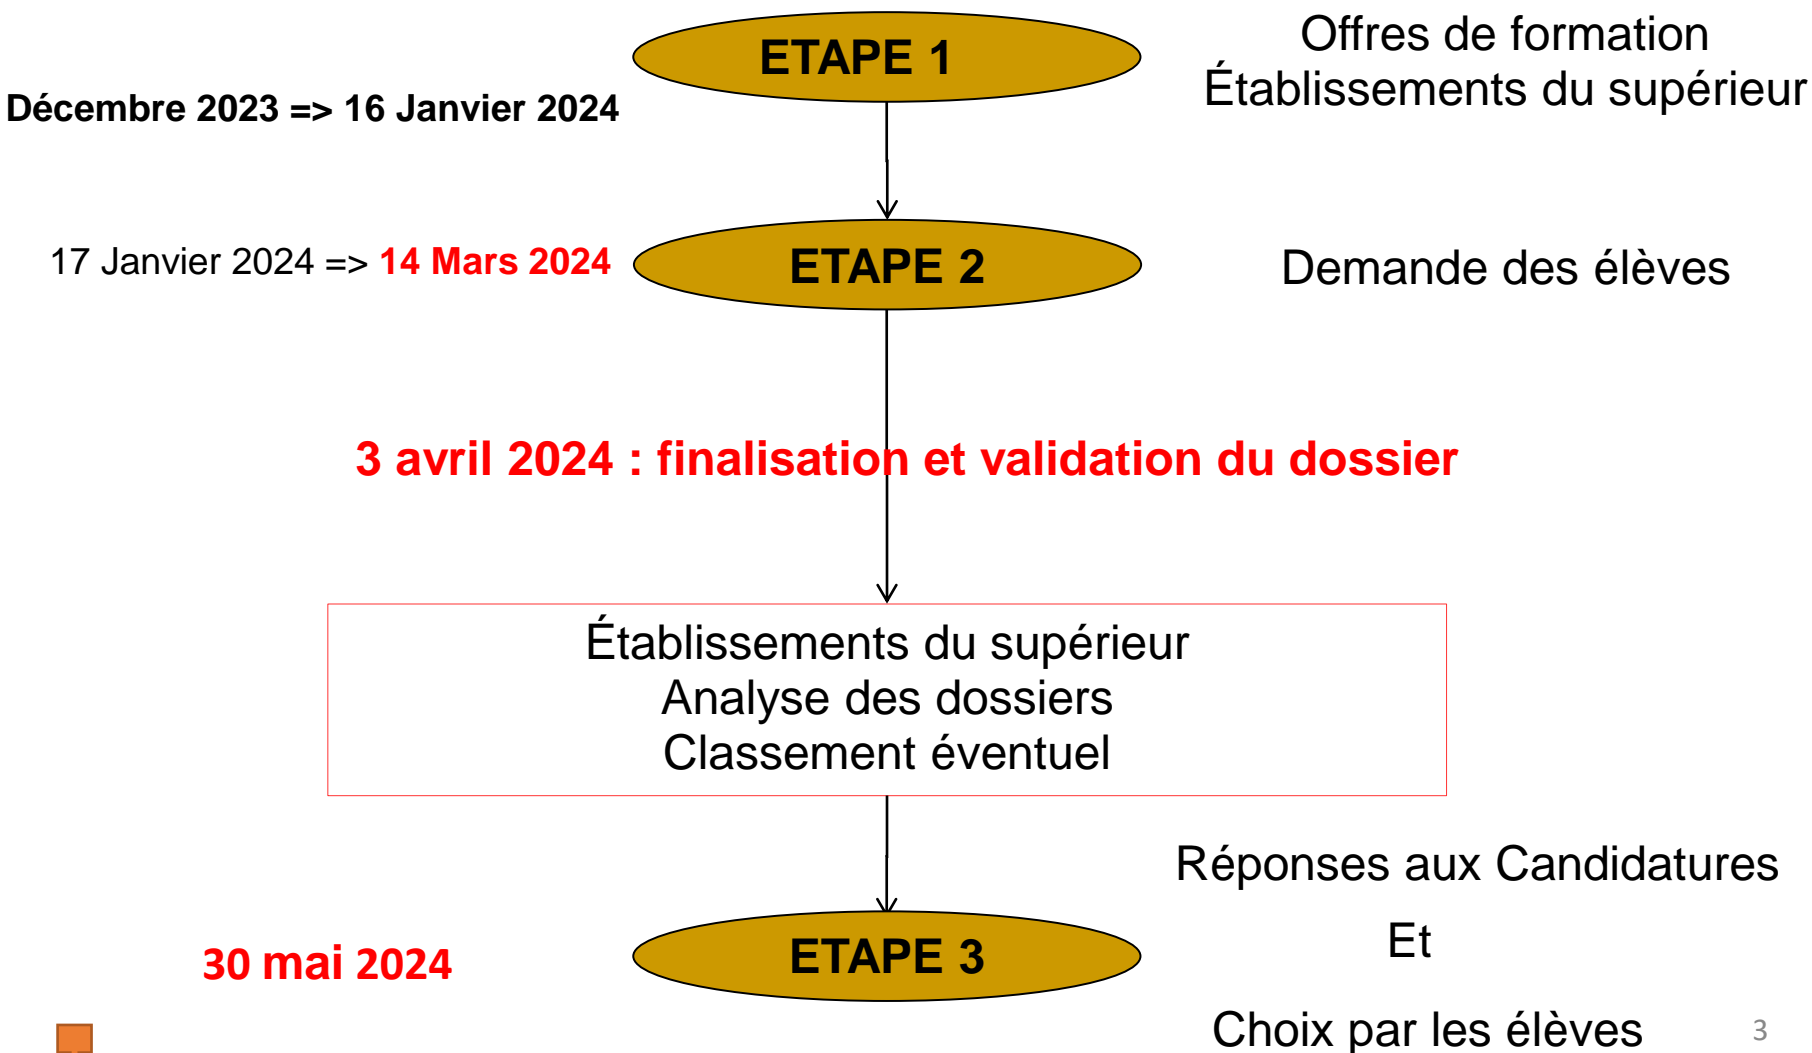 ETAPE 1
Offres de formation
Établissements du supérieur
Décembre 2023 => 16 Janvier 2024
17 Janvier 2024 => 14 Mars 2024
ETAPE 2
Demande des élèves
3 avril 2024 : finalisation et validation du dossier
Établissements du supérieur
Analyse des dossiers
Classement éventuel
Réponses aux Candidatures
Et
Choix par les élèves
30 mai 2024
ETAPE 3
3